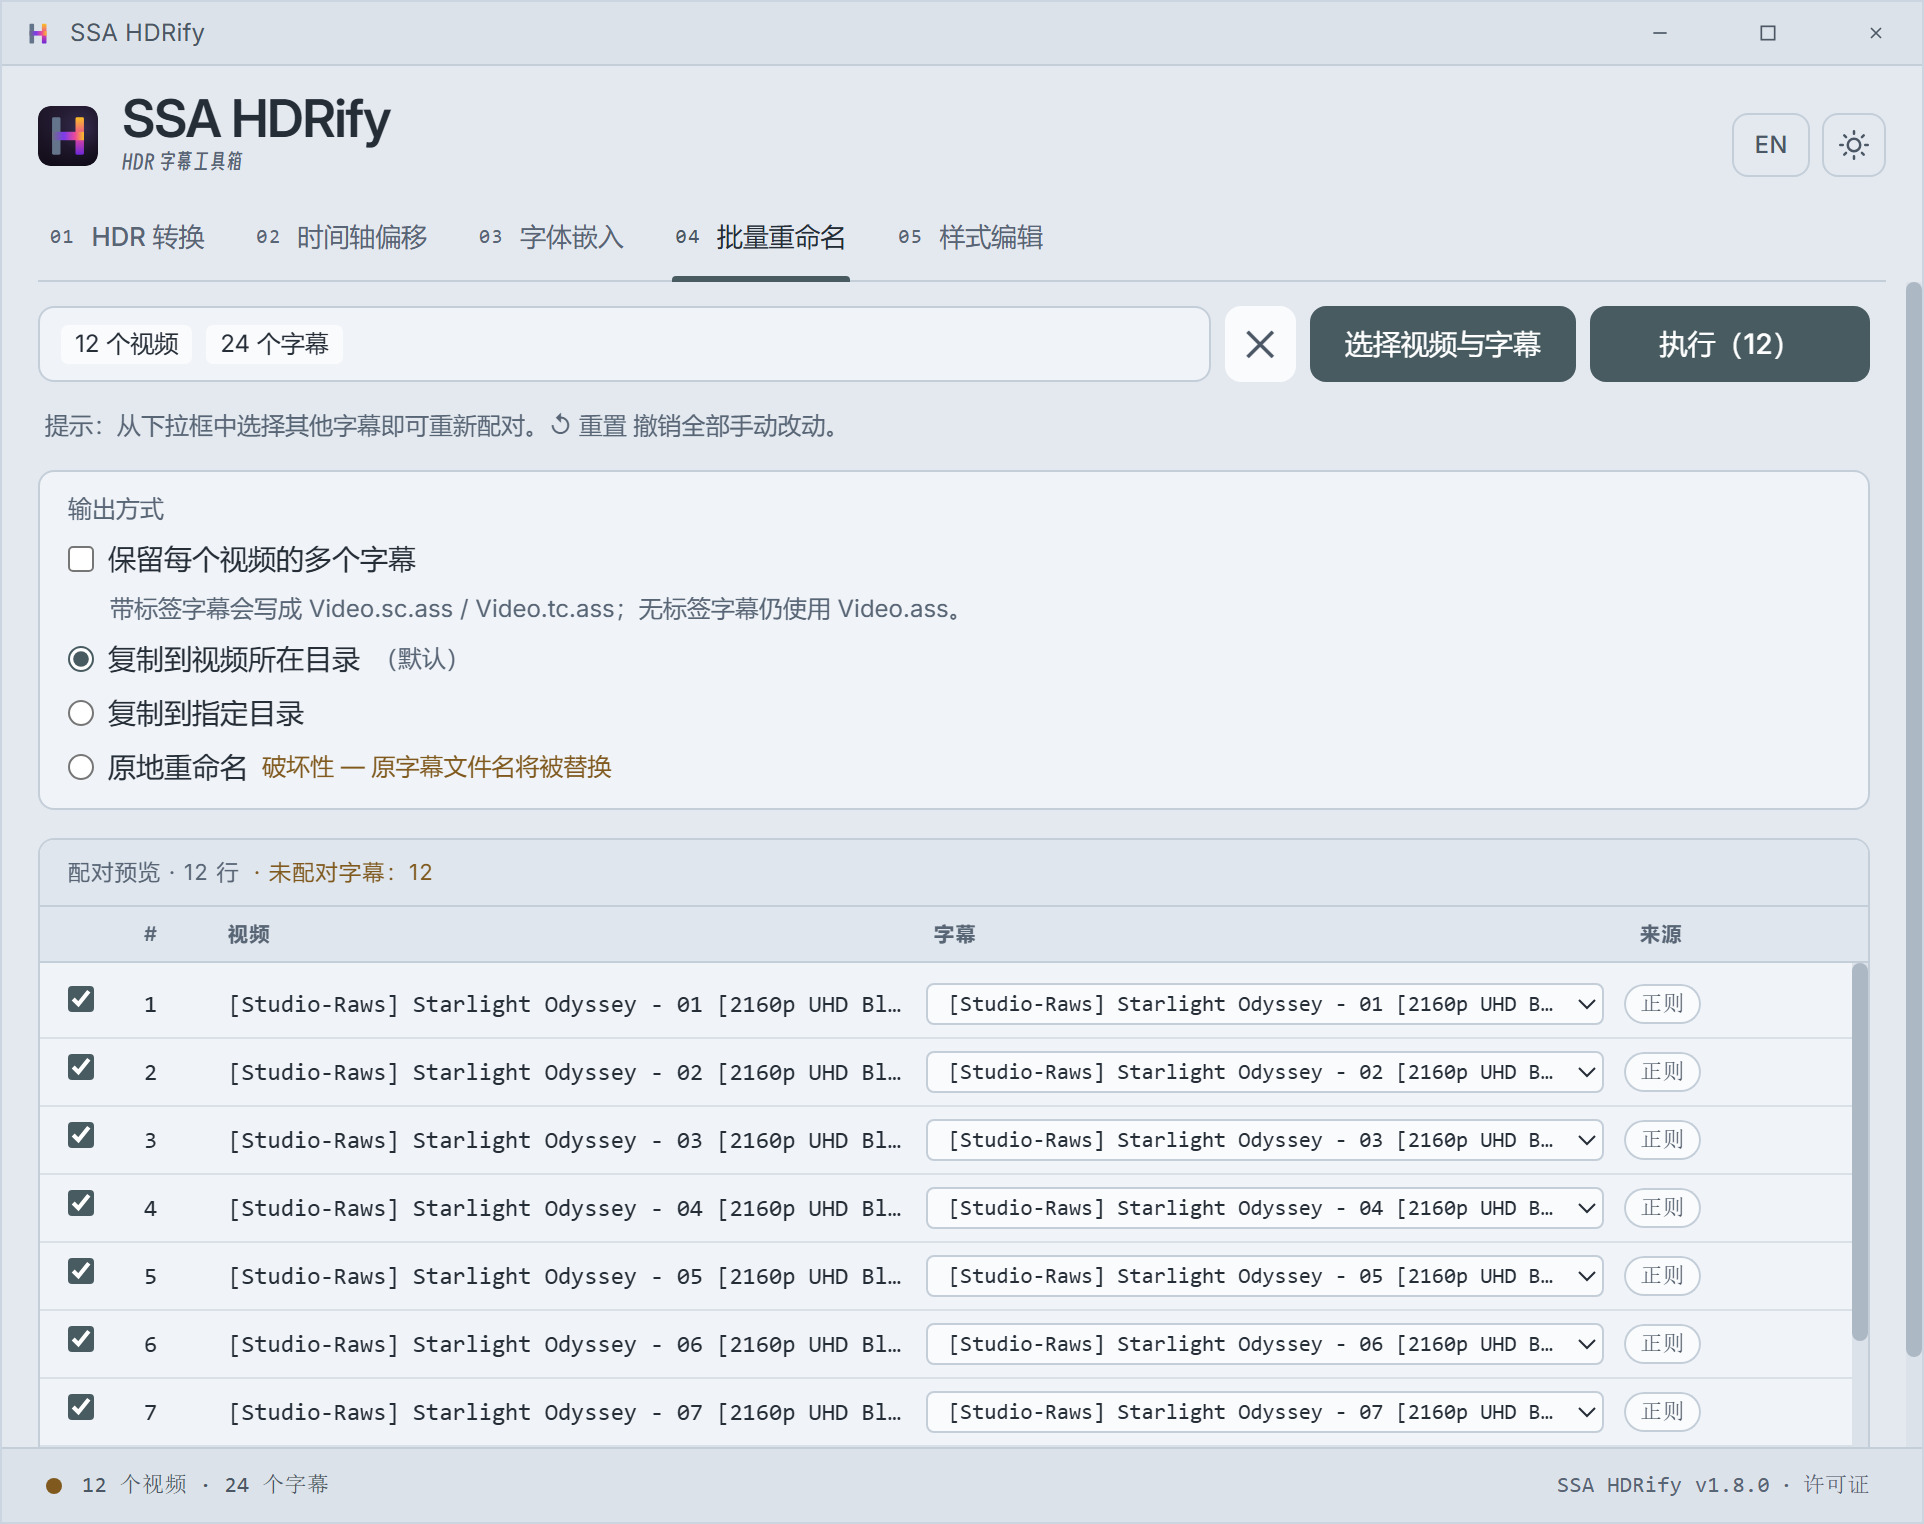 SSA HDRify
SSA HDRify
HDR 字幕工具箱
EN
01 HDR 转换 02 时间轴偏移 03 字体嵌入 04 批量重命名 05 样式编辑
12 个视频 24 个字幕 选择视频与字幕 执行（12）
提示：从下拉框中选择其他字幕即可重新配对。↺ 重置 撤销全部手动改动。
输出方式
保留每个视频的多个字幕
带标签字幕会写成 Video.sc.ass / Video.tc.ass；无标签字幕仍使用 Video.ass。
复制到视频所在目录 （默认）
复制到指定目录
原地重命名 破坏性 — 原字幕文件名将被替换
配对预览 · 12 行 · 未配对字幕：12
# 视频 字幕 来源
1 [Studio-Raws] Starlight Odyssey - 01 [2160p UHD Bl… [Studio-Raws] Starlight Odyssey - 01 [2160p UHD B… 正则
2 [Studio-Raws] Starlight Odyssey - 02 [2160p UHD Bl… [Studio-Raws] Starlight Odyssey - 02 [2160p UHD B… 正则
3 [Studio-Raws] Starlight Odyssey - 03 [2160p UHD Bl… [Studio-Raws] Starlight Odyssey - 03 [2160p UHD B… 正则
4 [Studio-Raws] Starlight Odyssey - 04 [2160p UHD Bl… [Studio-Raws] Starlight Odyssey - 04 [2160p UHD B… 正则
5 [Studio-Raws] Starlight Odyssey - 05 [2160p UHD Bl… [Studio-Raws] Starlight Odyssey - 05 [2160p UHD B… 正则
6 [Studio-Raws] Starlight Odyssey - 06 [2160p UHD Bl… [Studio-Raws] Starlight Odyssey - 06 [2160p UHD B… 正则
7 [Studio-Raws] Starlight Odyssey - 07 [2160p UHD Bl… [Studio-Raws] Starlight Odyssey - 07 [2160p UHD B… 正则
12 个视频 · 24 个字幕 SSA HDRify v1.8.0 · 许可证